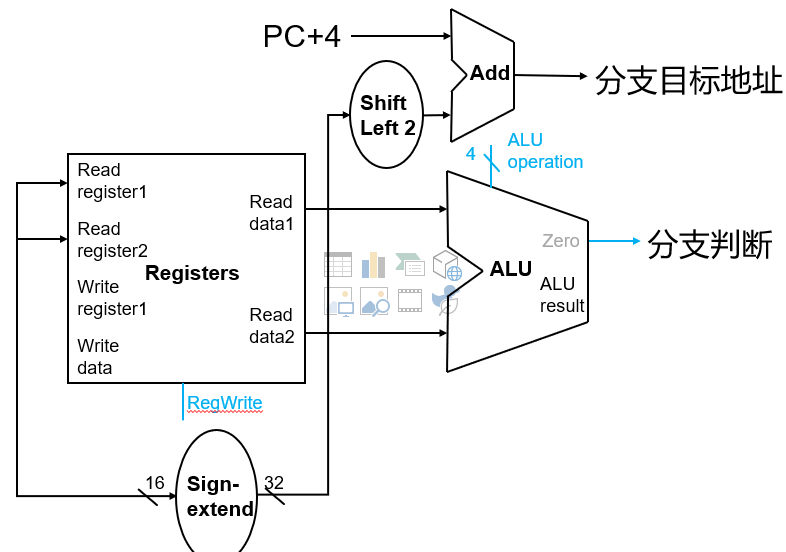 PC+4
Add
分支目标地址
Shift
Left 2
4
ALU
operation
Read
register1
Read
data1
Read
register2
Zero
分支判断
Registers
ALU
Write
register1
ALU
result
Read
data2
Write
data
RegWrite
16
Sign-
extend
32